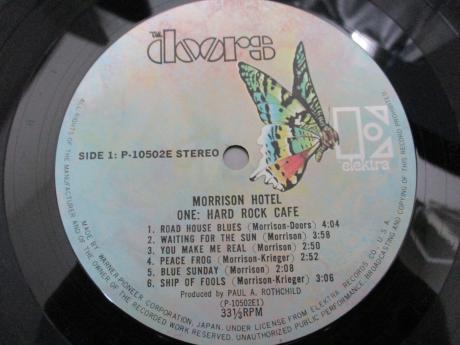 THE
doors
SIDE 1: P-10502E STEREO
elektra
MORRISON HOTEL
ONE: HARD ROCK CAFE
1. ROAD HOUSE BLUES (Morrison-Doors) 4:04
2. WAITING FOR THE SUN (Morrison) 3:58
3. YOU MAKE ME REAL (Morrison) 2:50
4. PEACE FROG (Morrison-Krieger) 2:52
5. BLUE SUNDAY (Morrison) 2:08
6. SHIP OF FOOLS (Morrison-Krieger) 3:06
Produced by PAUL A. ROTHCHILD
(P-10502E1)
33⅓RPM
ALL RIGHTS OF THE MANUFACTURER AND OF THE OWNER OF THE RECORDED WORK RESERVED. UNAUTHORIZED PUBLIC PERFORMANCE, BROADCASTING AND COPYING OF THIS RECORD PROHIBITED
MADE BY WARNER-PIONEER CORPORATION, JAPAN, UNDER LICENSE FROM ELEKTRA RECORDS CO., U.S.A.